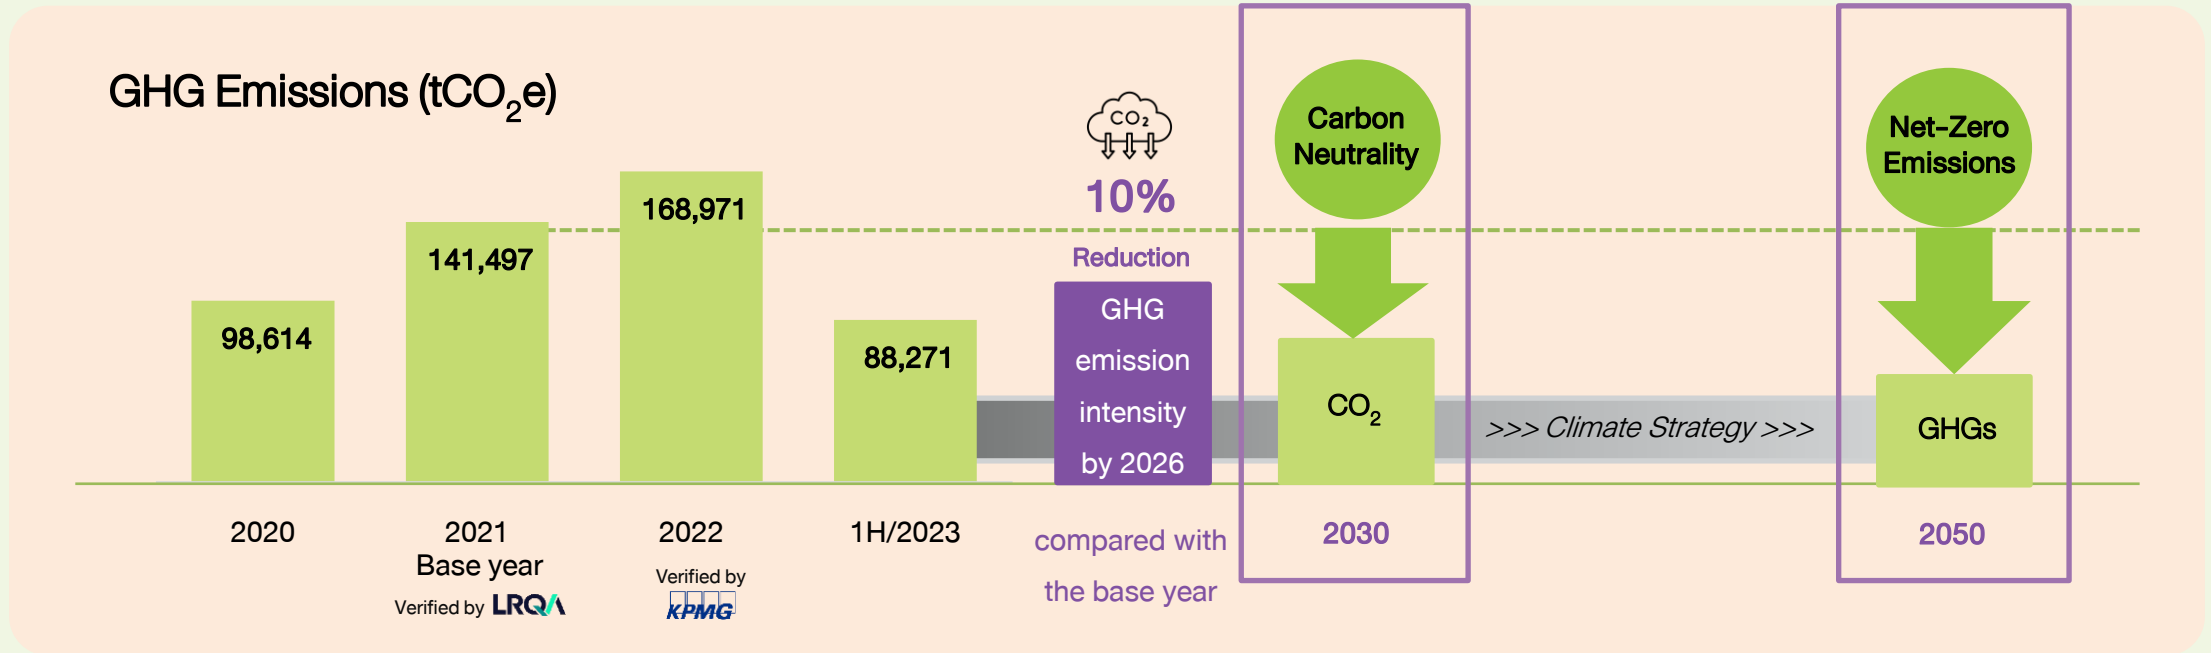 GHG Emissions (tCO₂e)
98,614
141,497
168,971
88,271
CO₂
10%
Reduction
GHG
emission
intensity
by 2026
compared with
the base year
Carbon
Neutrality
CO₂
>>> Climate Strategy >>>
Net-Zero
Emissions
GHGs
2020
2021
Base year
Verified by LRQA
2022
Verified by
KPMG
1H/2023
2030
2050